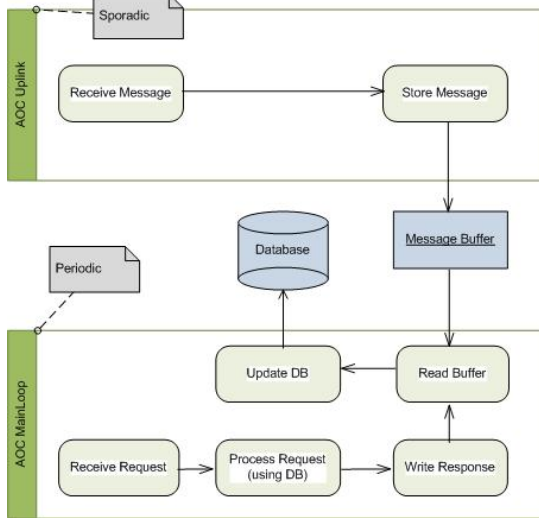 Sporadic
AOC Uplink
Receive Message
Store Message
Database
Message Buffer
Periodic
AOC MainLoop
Update DB
Read Buffer
Receive Request
Process Request
(using DB)
Write Response